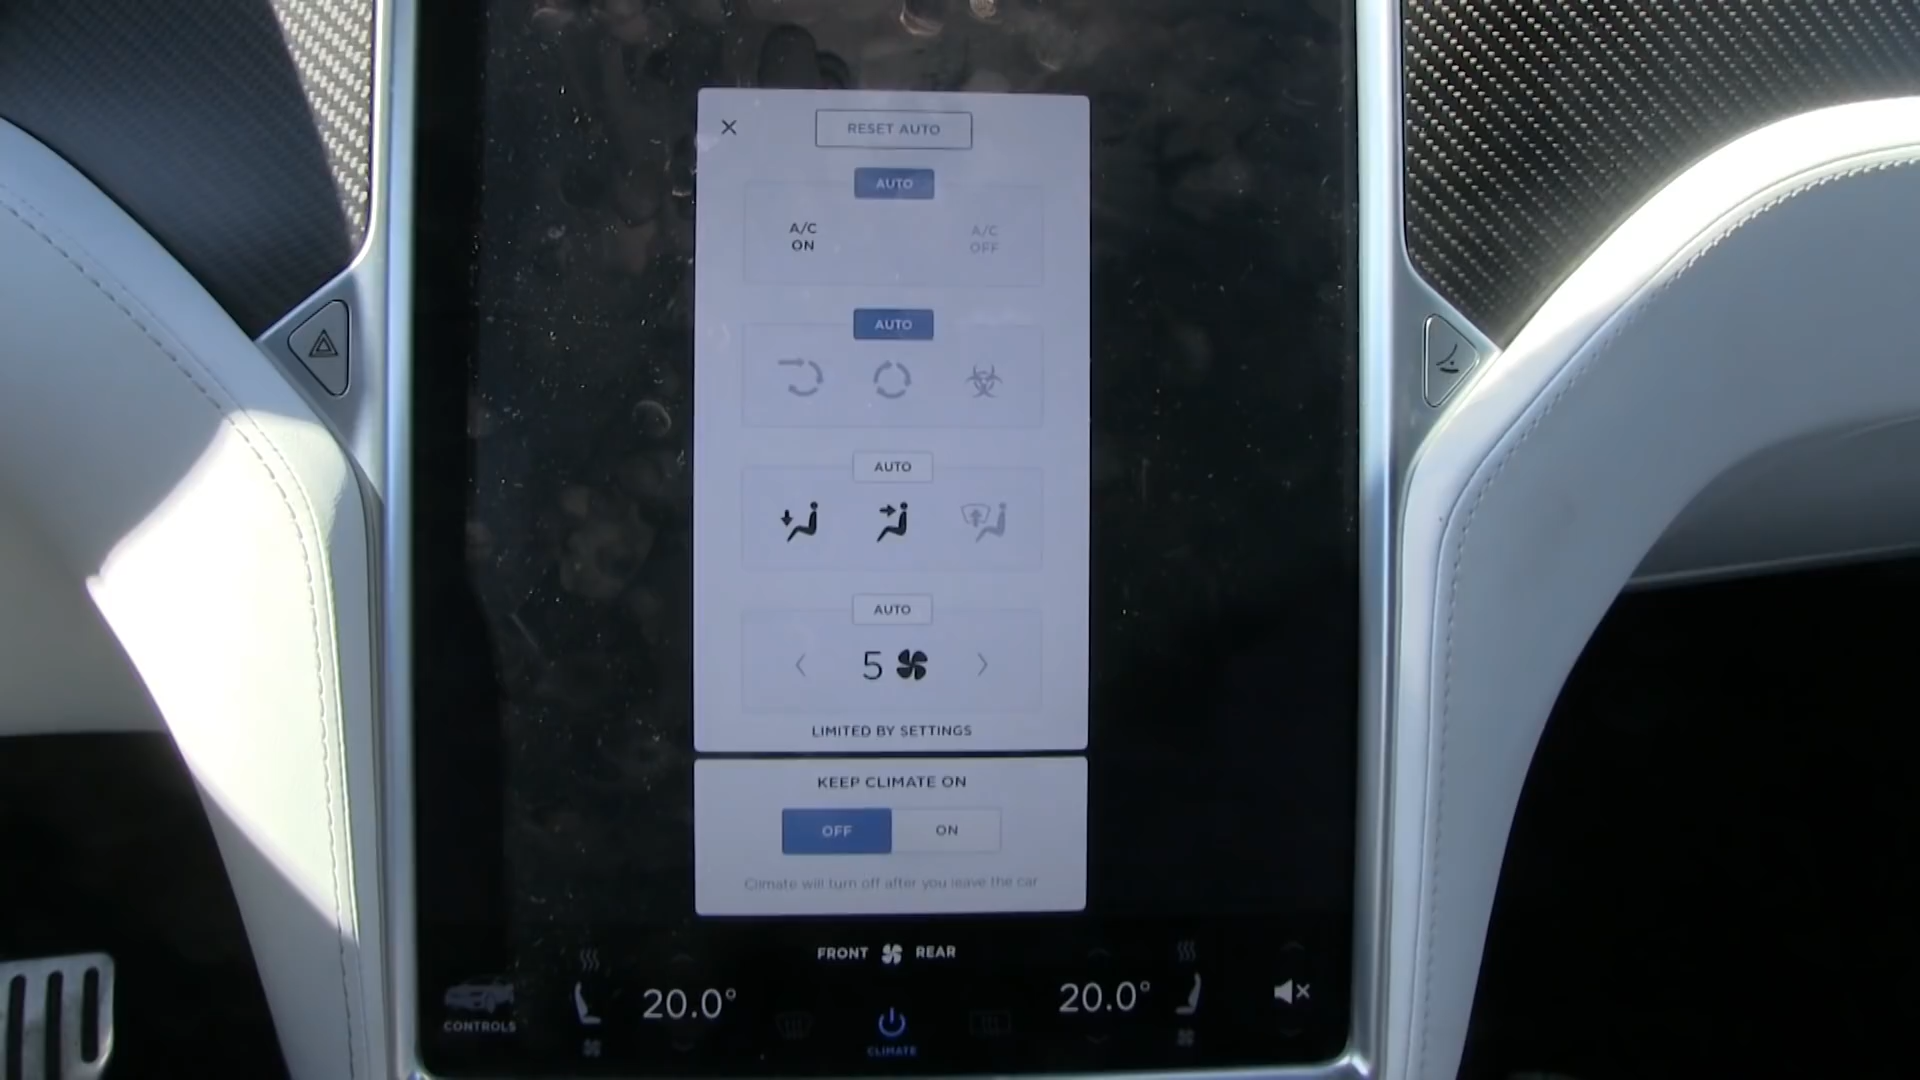 RESET AUTO
AUTO
A/C
ON
A/C
OFF
AUTO
AUTO
AUTO
5
LIMITED BY SETTINGS
KEEP CLIMATE ON
OFF ON
Climate will turn off after you leave the car
FRONT REAR
20.0° 20.0°
CONTROLS
CLIMATE